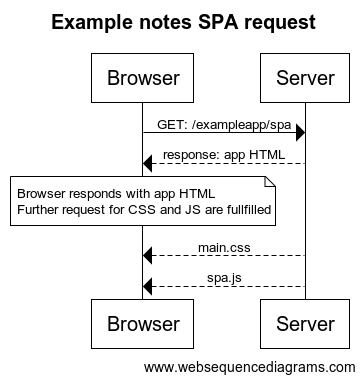 Example notes SPA request
Browser
Server
GET: /exampleapp/spa
response: app HTML
Browser responds with app HTML
Further request for CSS and JS are fullfilled
main.css
spa.js
Browser
Server
www.websequencediagrams.com